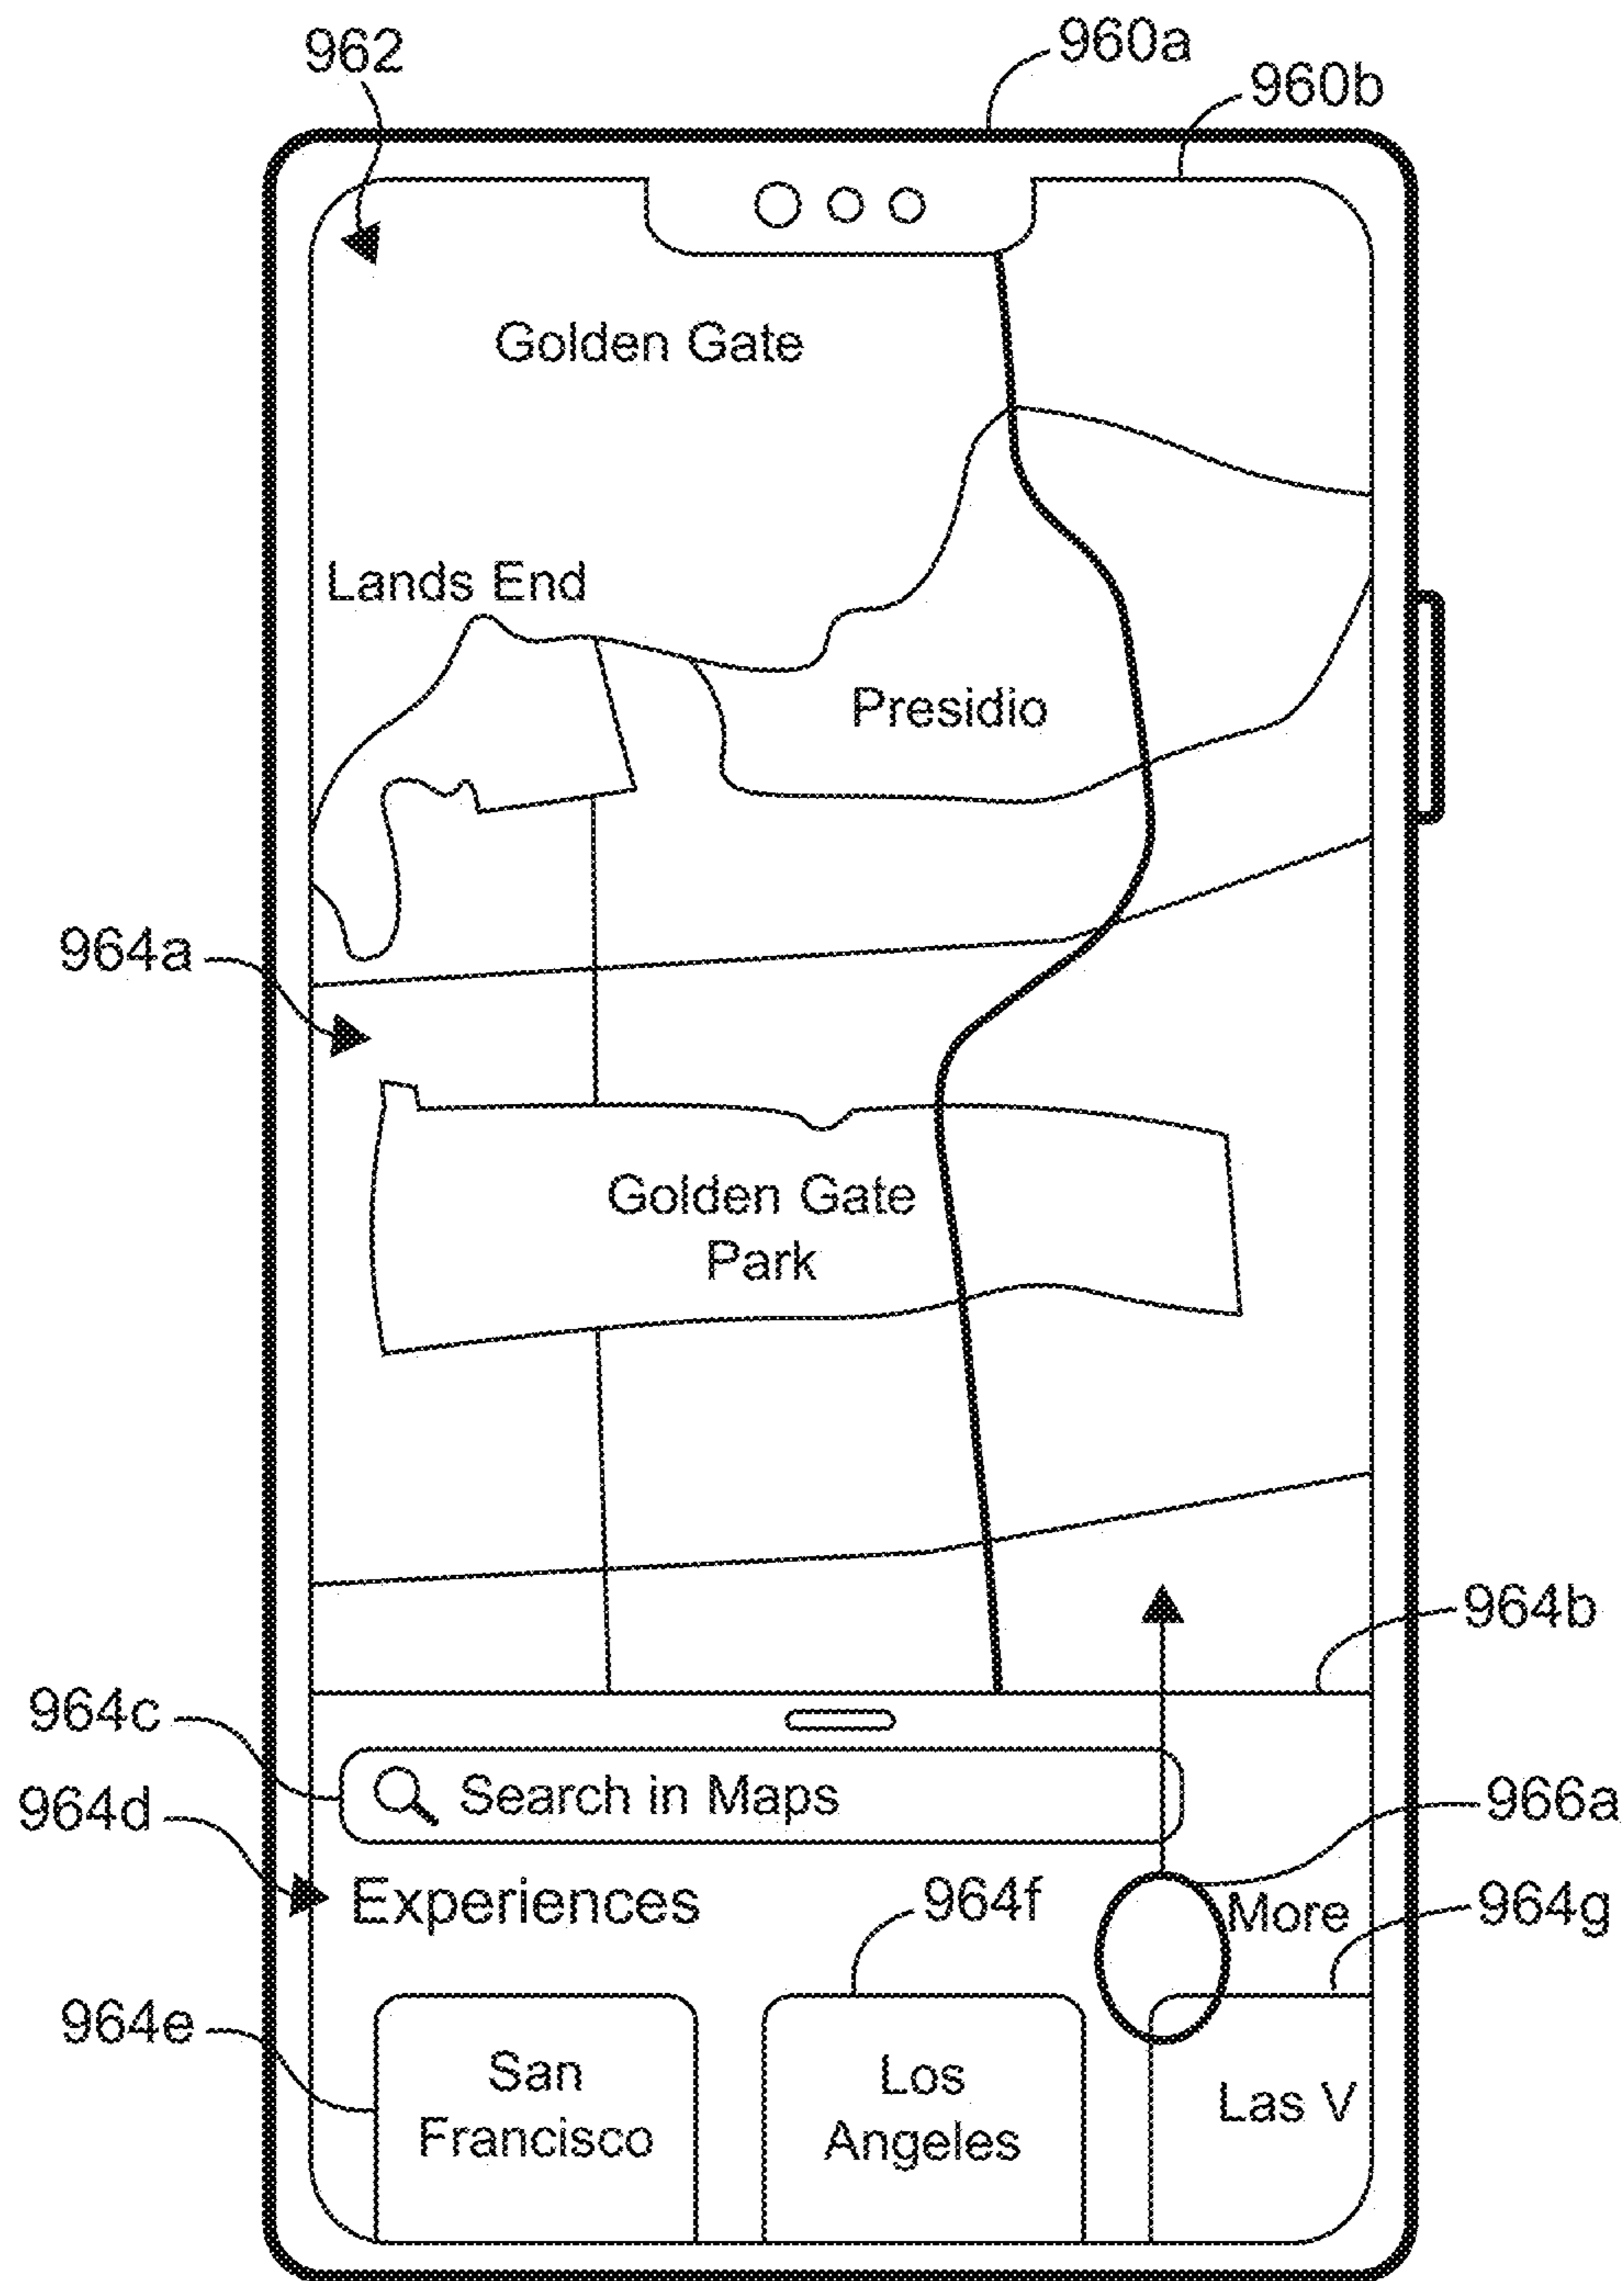 962
960a
960b
Golden Gate
Lands End
Presidio
964a
Golden Gate
Park
964b
964c
Search in Maps
964d
966a
Experiences
964f
More
964g
964e
San
Francisco
Los
Angeles
Las V